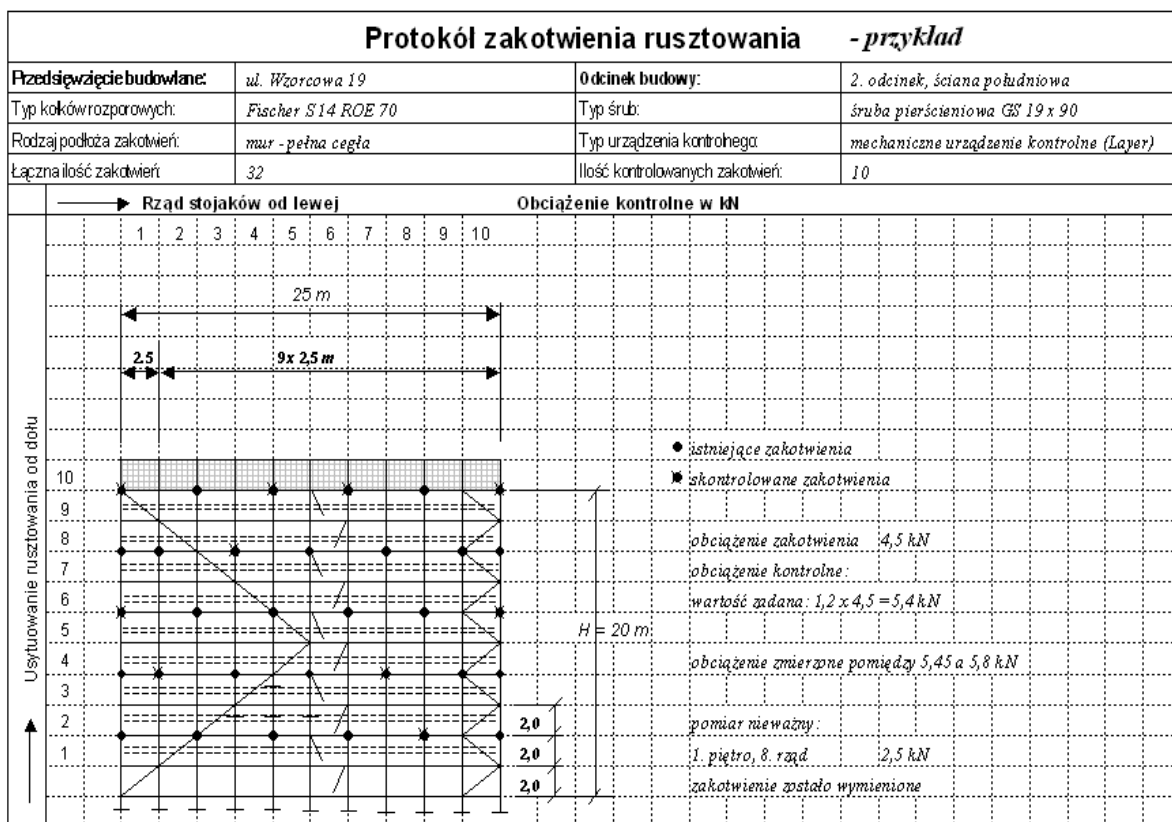 Protokół zakotwienia rusztowania - przykład
Przedsięwzięcie budowlane: ul. Wzorcowa 19 Odcinek budowy: 2. odcinek, ściana południowa
Typ kołków rozporowych: Fischer S 14 ROE 70 Typ śrub: śruba pierścieniowa GS 19 x 90
Rodzaj podłoża zakotwień: mur - pełna cegła Typ urządzenia kontrolnego: mechaniczne urządzenie kontrolne (Layer)
Łączna ilość zakotwień: 32 Ilość kontrolowanych zakotwień: 10
Rząd stojaków od lewej Obciążenie kontrolne w kN
1 2 3 4 5 6 7 8 9 10
25 m
2.5 9x 2,5 m
Usytuowanie rusztowania od dołu
istniejące zakotwienia
10
skontrolowane zakotwienia
9
8
obciążenie zakotwienia 4,5 kN
7
obciążenie kontrolne:
6
wartość zadana: 1,2 x 4,5 = 5,4 kN
5
H = 20 m
4
obciążenie zmierzone pomiędzy 5,45 a 5,8 kN
3
2
2,0
pomiar nieważny:
1
2,0
1. piętro, 8. rząd 2,5 kN
2,0
zakotwienie zostało wymienione